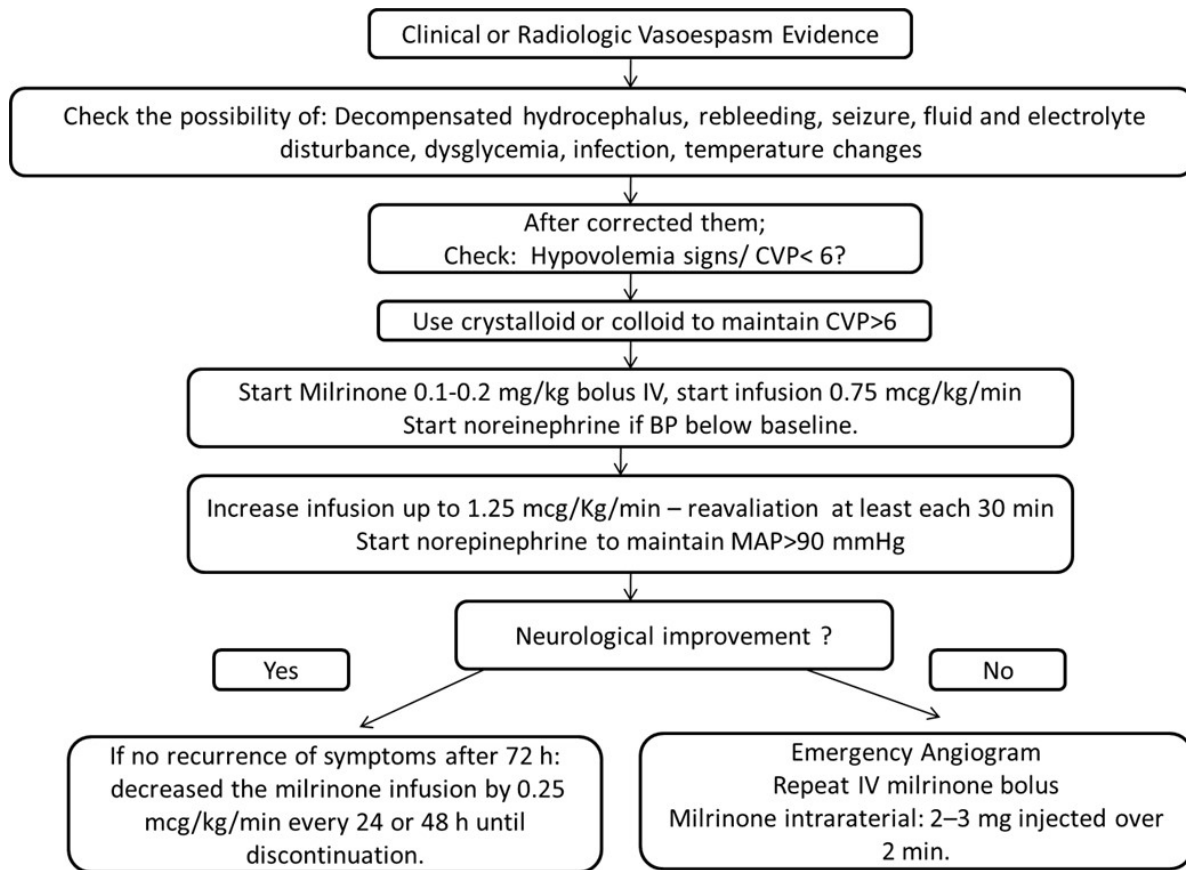 Clinical or Radiologic Vasoespasm Evidence
Check the possibility of: Decompensated hydrocephalus, rebleeding, seizure, fluid and electrolyte
disturbance, dysglycemia, infection, temperature changes
After corrected them;
Check:  Hypovolemia signs/ CVP< 6?
Use crystalloid or colloid to maintain CVP>6
Start Milrinone 0.1-0.2 mg/kg bolus IV, start infusion 0.75 mcg/kg/min
Start noreinephrine if BP below baseline.
Increase infusion up to 1.25 mcg/Kg/min – reavaliation  at least each 30 min
Start norepinephrine to maintain MAP>90 mmHg
Neurological improvement ?
Yes
No
If no recurrence of symptoms after 72 h:
decreased the milrinone infusion by 0.25
mcg/kg/min every 24 or 48 h until
discontinuation.
Emergency Angiogram
Repeat IV milrinone bolus
Milrinone intraraterial: 2–3 mg injected over
2 min.